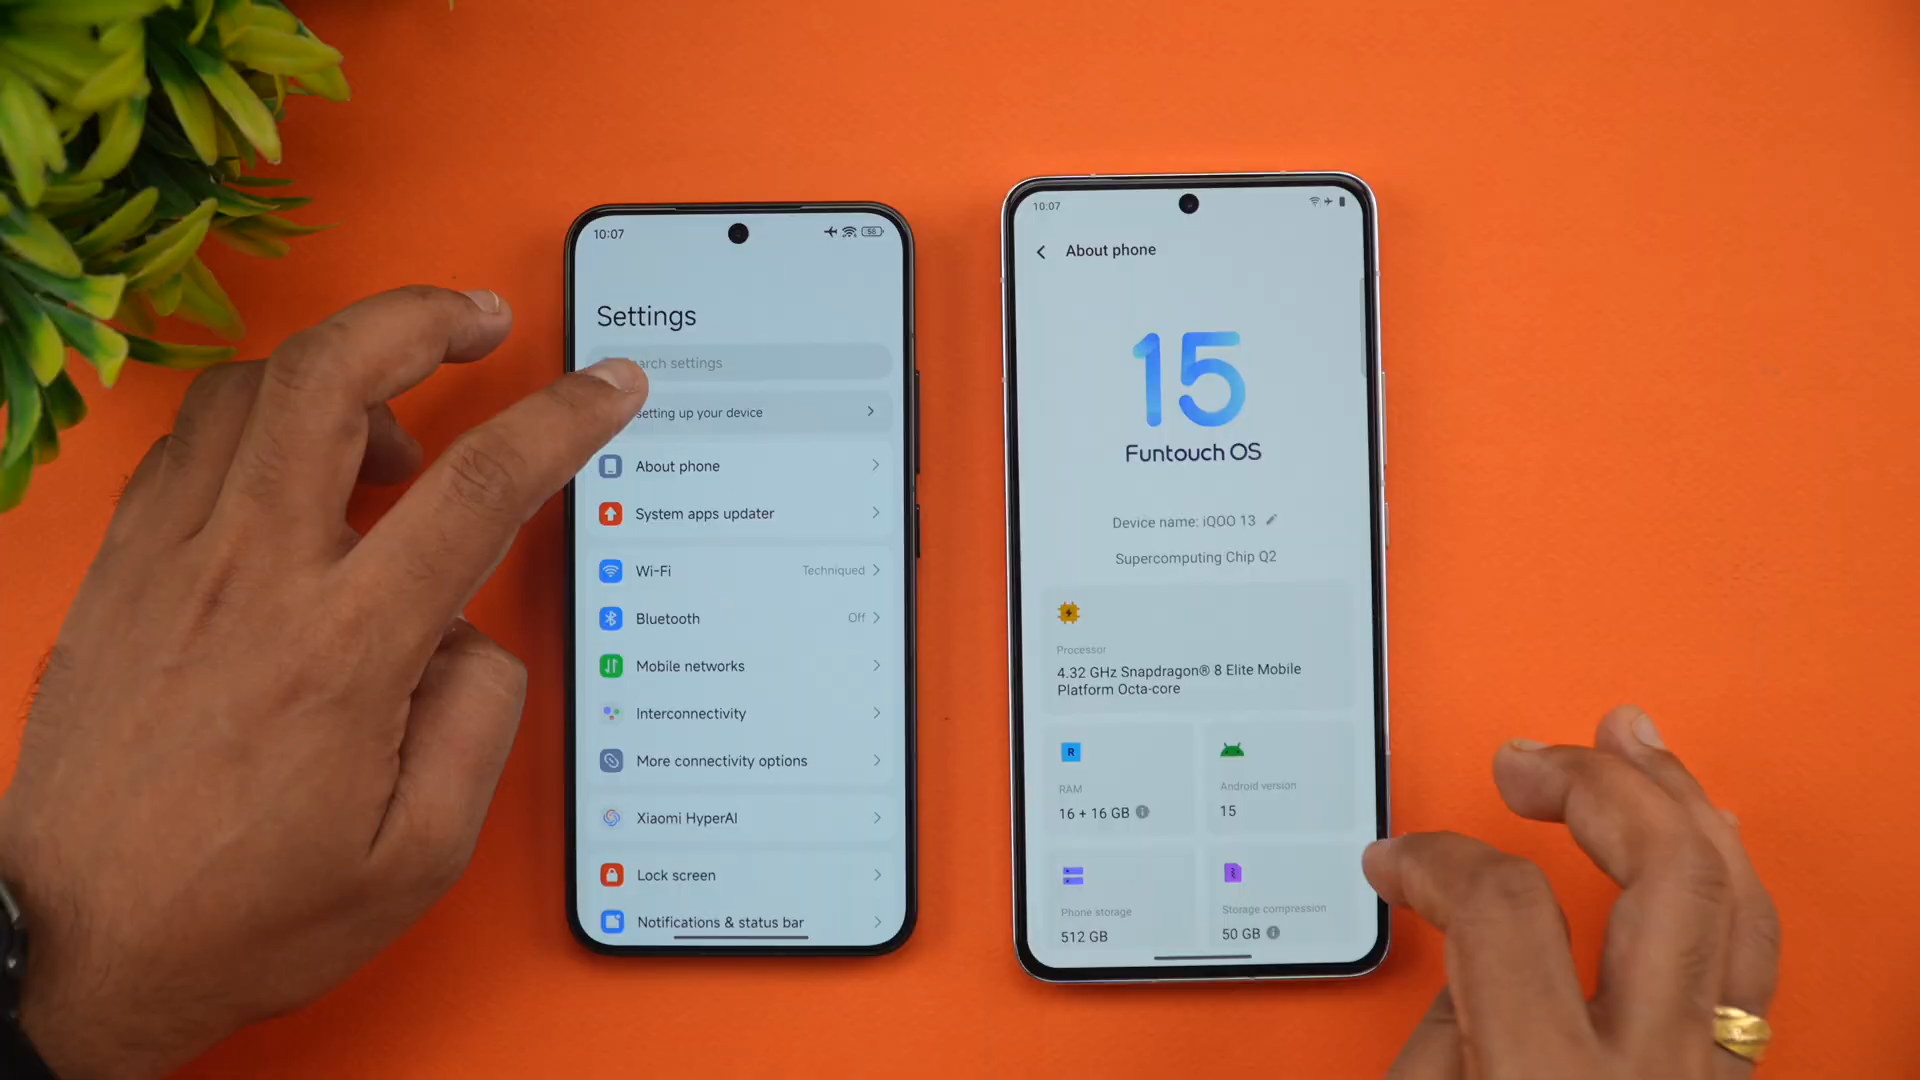 10:07
56
Settings
arch settings
setting up your device
About phone
System apps updater
Wi-Fi
Techniqued
Bluetooth
Off
Mobile networks
Interconnectivity
More connectivity options
Xiaomi HyperAI
Lock screen
Notifications & status bar
10:07
About phone
15
Funtouch OS
Device name: iQOO 13
Supercomputing Chip Q2
Processor
4.32 GHz Snapdragon® 8 Elite Mobile
Platform Octa-core
R
RAM
16 + 16 GB
Android version
15
Phone storage
512 GB
Storage compression
50 GB